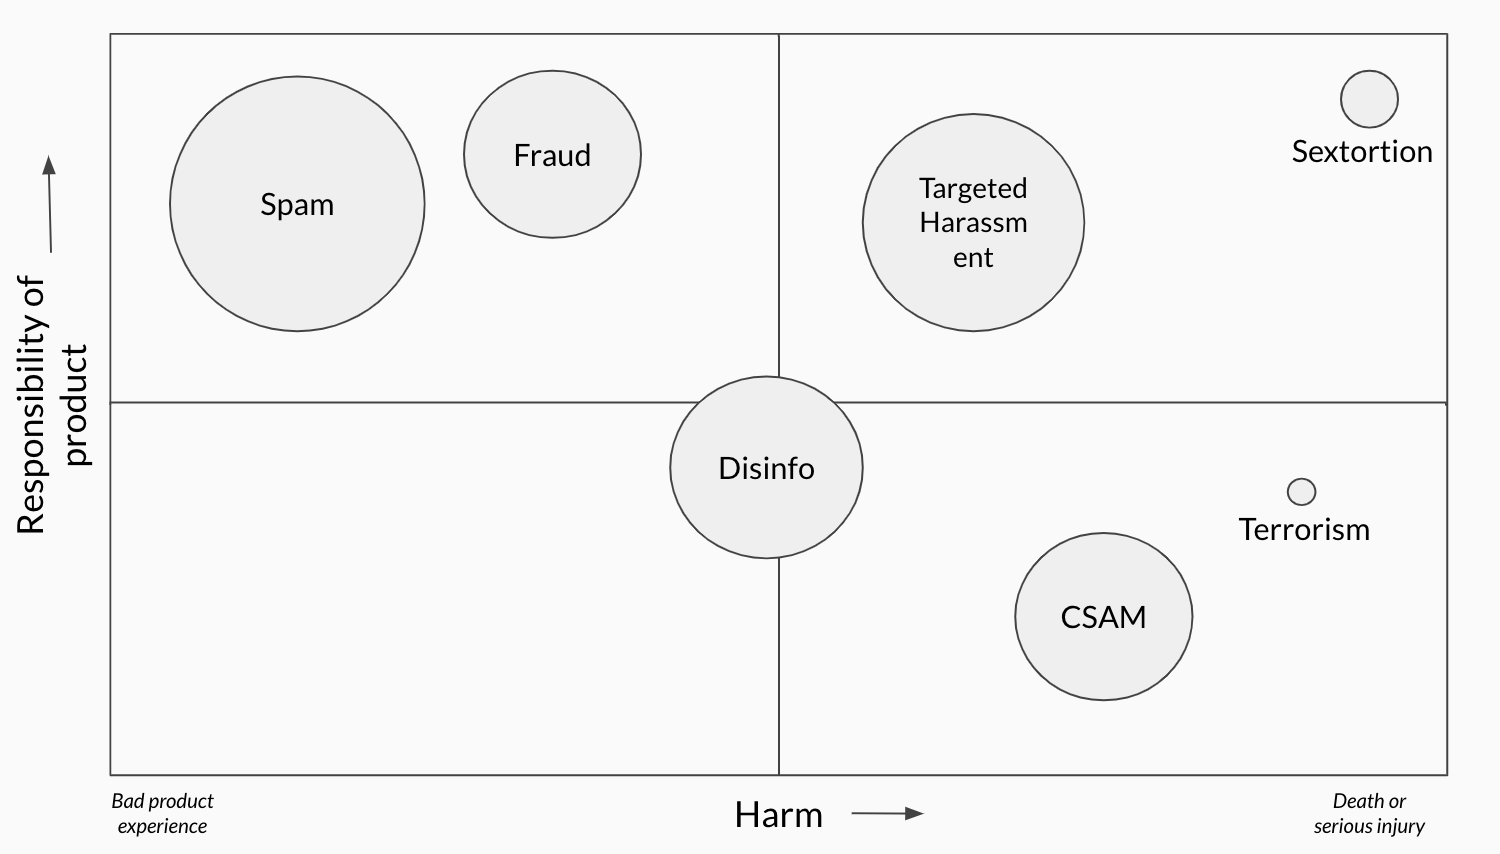 Spam
Fraud
Targeted
Harassm
ent
Sextortion
Responsibility of
product
Disinfo
Terrorism
CSAM
Bad product
experience
Harm
Death or
serious injury